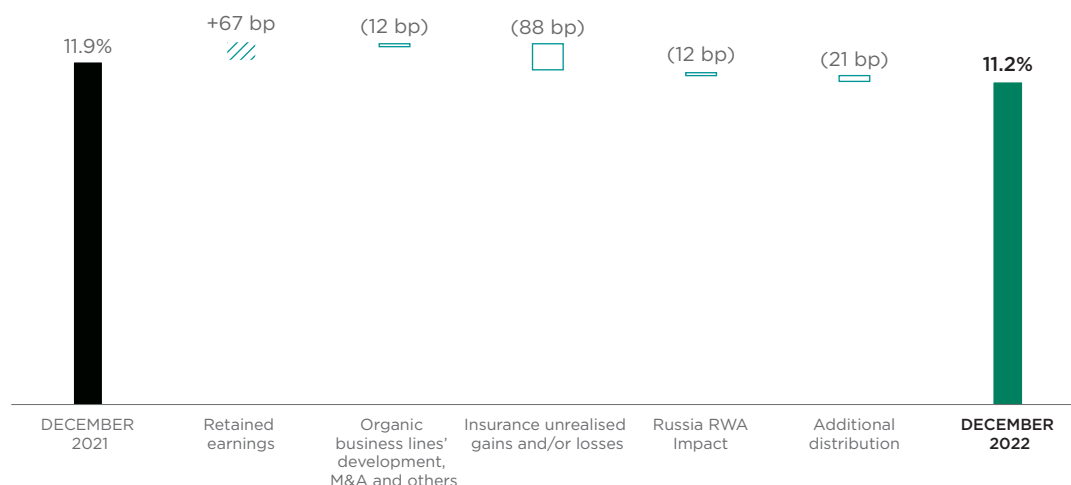 11.9%
+67 bp
(12 bp)
(88 bp)
(12 bp)
(21 bp)
11.2%
DECEMBER
2021
Retained
earnings
Organic
business lines’
development,
M&A and others
Insurance unrealised
gains and/or losses
Russia RWA
Impact
Additional
distribution
DECEMBER
2022